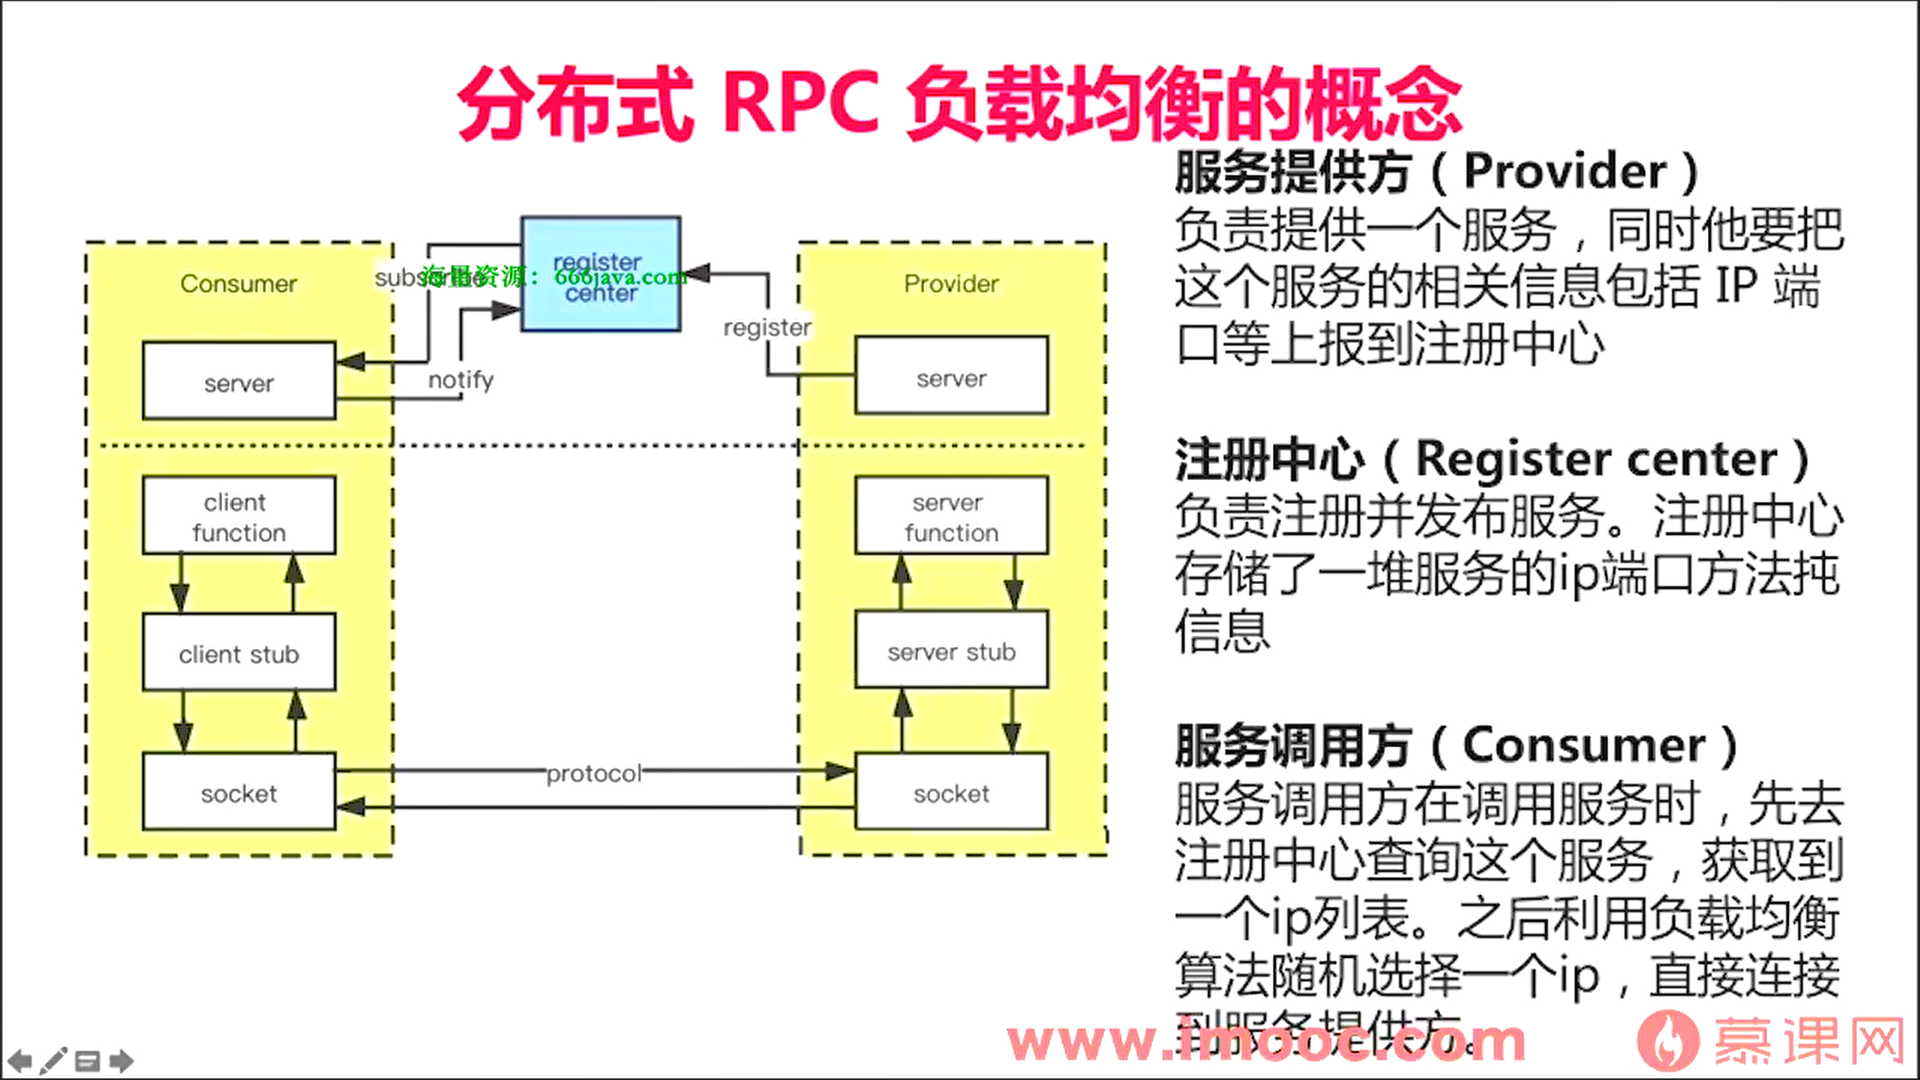 分布式 RPC 负载均衡的概念
服务提供方（Provider）
负责提供一个服务，同时他要把
这个服务的相关信息包括 IP 端
口等上报到注册中心
注册中心（Register center）
负责注册并发布服务。注册中心
存储了一堆服务的ip端口方法扽
信息
服务调用方（Consumer）
服务调用方在调用服务时，先去
注册中心查询这个服务，获取到
一个ip列表。之后利用负载均衡
算法随机选择一个ip，直接连接
到服务提供方。
Consumer
海量资源：666java.com
register
center
Provider
register
server
notify
server
client
function
server
function
client stub
server stub
socket
protocol
socket
www.imooc.com
慕课网